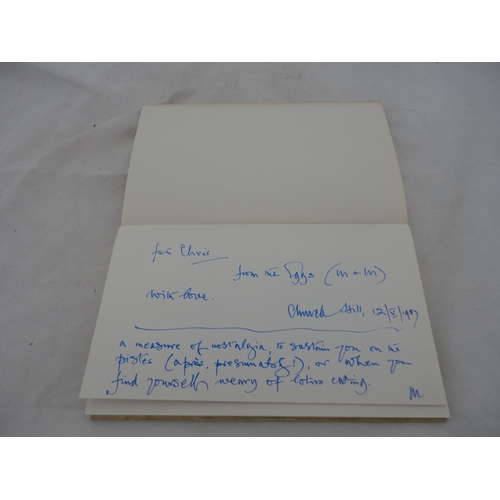 for Chris
from the Eggs (M + M)
with love.
Church Hill, 12/V/1987
a measure of nostalgia, to sustain you on the
pistes (après, presumably!), or when you
find yourself weary of lotus eating.
M